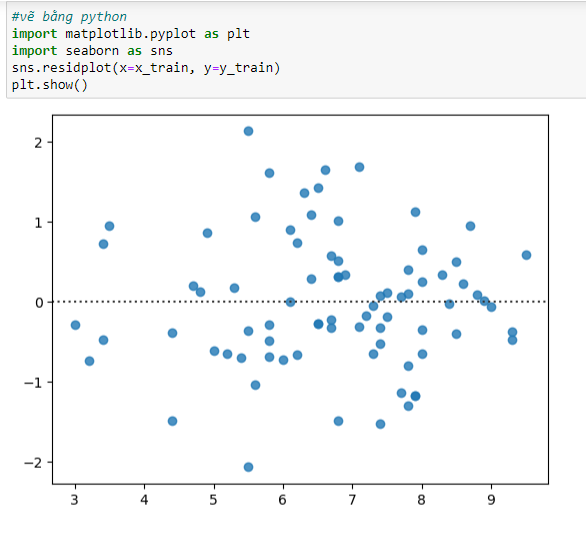 #vẽ bằng python
import matplotlib.pyplot as plt
import seaborn as sns
sns.residplot(x=x_train, y=y_train)
plt.show()
2
1
0
−1
−2
3 4 5 6 7 8 9